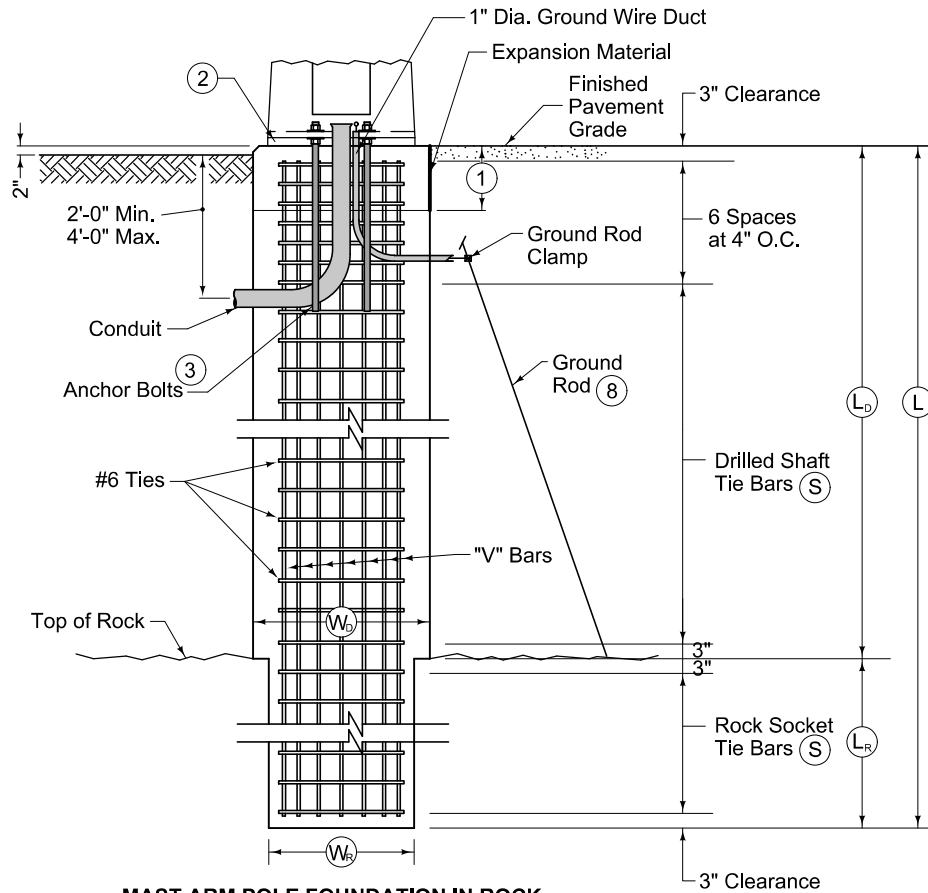 1" Dia. Ground Wire Duct
Expansion Material
2
Finished
Pavement
Grade
3" Clearance
2"
1
2'-0" Min.
4'-0" Max.
6 Spaces
at 4" O.C.
Ground Rod
Clamp
Conduit
3
Anchor Bolts
Ground
Rod 8
LD
L
#6 Ties
Drilled Shaft
Tie Bars S
"V" Bars
Top of Rock
WD
3"
3"
Rock Socket
Tie Bars S
LR
WR
3" Clearance
MAST ARM POLE FOUNDATION IN ROCK